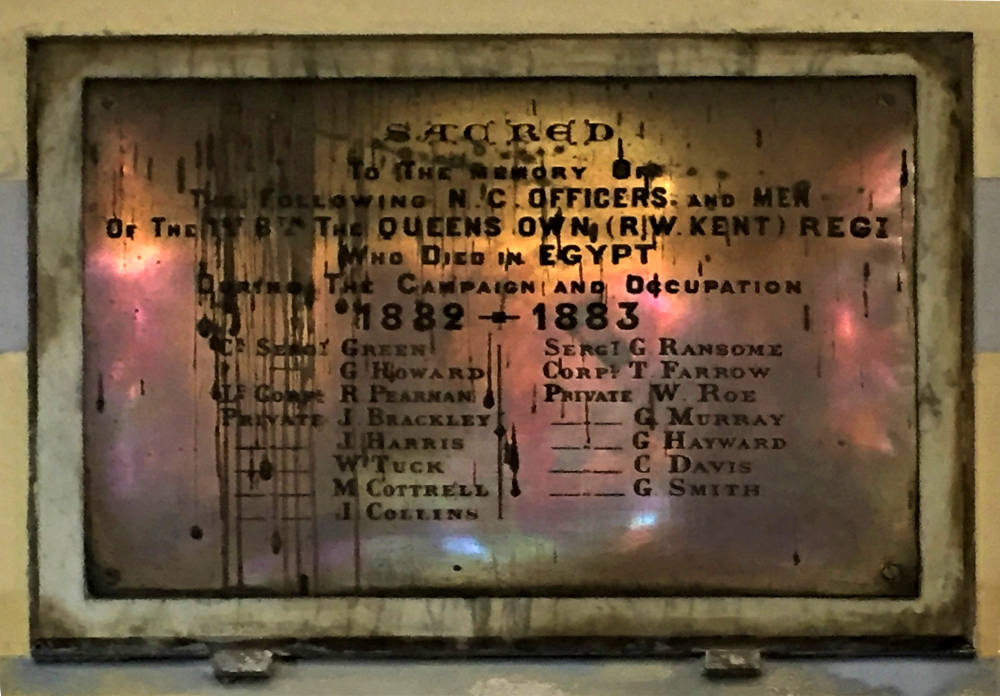 SACRED
TO THE MEMORY OF
THE FOLLOWING N.C. OFFICERS. AND MEN
OF THE 1ST BTN THE QUEENS OWN, (R.W.KENT) REGT
WHO DIED IN EGYPT
DURING THE CAMPAIGN AND OCCUPATION
1882 – 1883
CR SERGT GREEN
G HOWARD
LE CORPL R PEARMAN
PRIVATE J BRACKLEY
J HARRIS
W TUCK
M COTTRELL
J COLLINS
SERGT G RANSOME
CORPL T FARROW
PRIVATE W. ROE
G MURRAY
G HAYWARD
C DAVIS
G SMITH